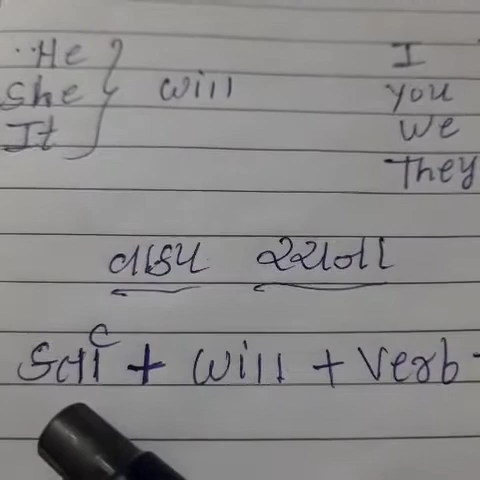 He I
She will You
It We
They
વાક્ય રચના
કર્તા + will + Verb